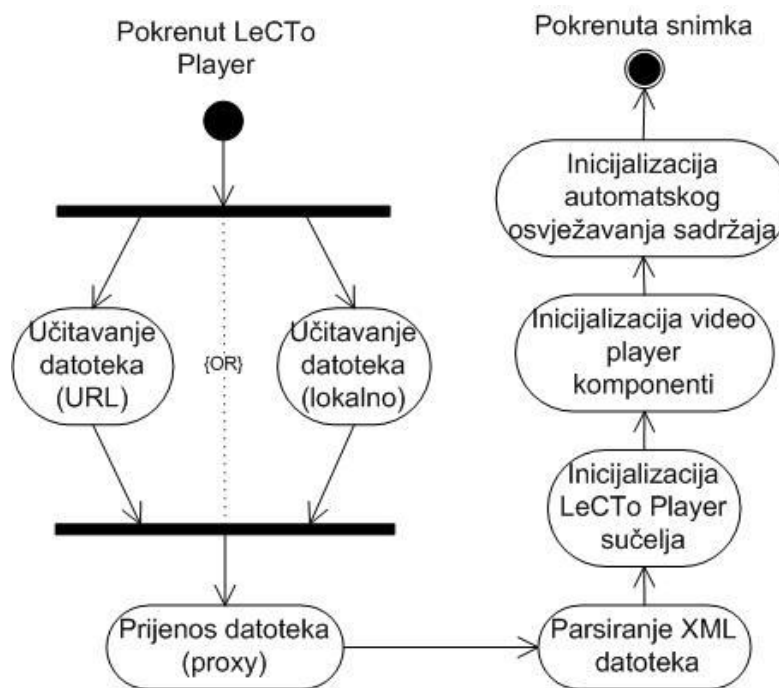 Pokrenut LeCTo
Player
Učitavanje
datoteka
(URL)
{OR}
Učitavanje
datoteka
(lokalno)
Prijenos datoteka
(proxy)
Parsiranje XML
datoteka
Inicijalizacija
LeCTo Player
sučelja
Inicijalizacija video
player
komponenti
Inicijalizacija
automatskog
osvježavanja sadržaja
Pokrenuta snimka